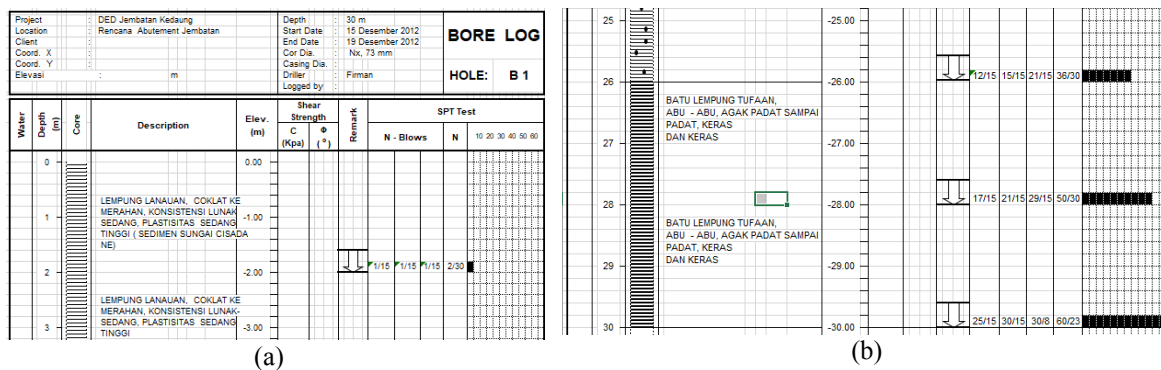 Project : DED Jembatan Kedaung
Location : Rencana Abutement Jembatan
Client :
Coord. X :
Coord. Y :
Elevasi : m
Depth : 30 m
Start Date : 15 Desember 2012
End Date : 19 Desember 2012
Cor Dia. : Nx, 73 mm
Casing Dia. :
Driller : Firman
Logged by :
BORE LOG
HOLE: B 1
Water
Depth (m)
Core
Description
Elev. (m)
Shear Strength
C (Kpa)
Φ ( º )
Remark
SPT Test
N - Blows
N
10 20 30 40 50 60
0 0.00
LEMPUNG LANAUAN, COKLAT KE
MERAHAN, KONSISTENSI LUNAK
1 SEDANG, PLASTISITAS SEDANG -1.00
TINGGI ( SEDIMEN SUNGAI CISADA
NE)
1/15 1/15 1/15 2/30
2 -2.00
LEMPUNG LANAUAN, COKLAT KE
MERAHAN, KONSISTENSI LUNAK-
3 SEDANG, PLASTISITAS SEDANG -3.00
TINGGI
(a)
25 -25.00
12/15 15/15 21/15 36/30
26 -26.00
BATU LEMPUNG TUFAAN,
ABU - ABU, AGAK PADAT SAMPAI
PADAT, KERAS
DAN KERAS
27 -27.00
17/15 21/15 29/15 50/30
28 -28.00
BATU LEMPUNG TUFAAN,
ABU - ABU, AGAK PADAT SAMPAI
PADAT, KERAS
DAN KERAS
29 -29.00
25/15 30/15 30/8 60/23
30 -30.00
(b)